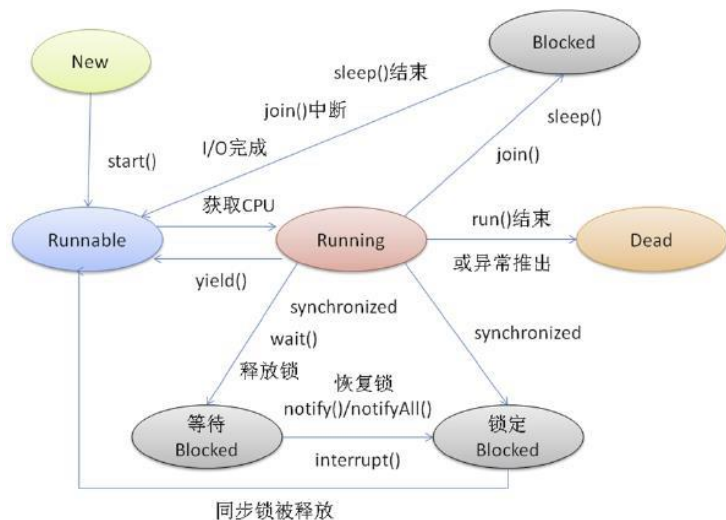 Blocked
New
sleep()结束
join()中断
sleep()
I/O完成
join()
start()
获取CPU
run()结束
Runnable
Running
Dead
或异常推出
yield()
synchronized
synchronized
wait()
释放锁
恢复锁
notify()/notifyAll()
等待
Blocked
锁定
Blocked
interrupt()
同步锁被释放